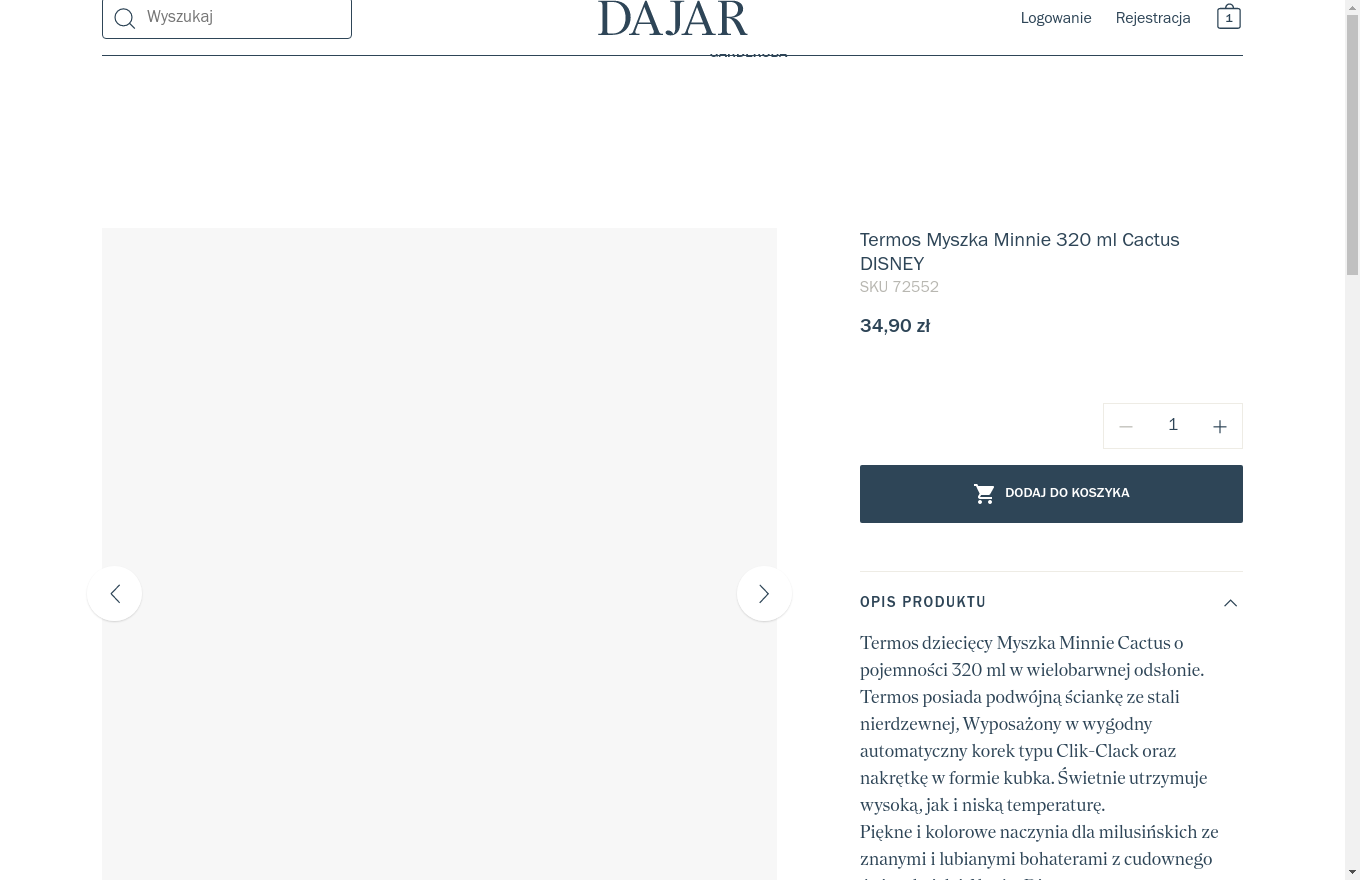 Wyszukaj
DAJAR
Logowanie
Rejestracja
1
Termos Myszka Minnie 320 ml Cactus
DISNEY
SKU 72552
34,90 zł
1
DODAJ DO KOSZYKA
OPIS PRODUKTU
Termos dziecięcy Myszka Minnie Cactus o
pojemności 320 ml w wielobarwnej odsłonie.
Termos posiada podwójną ściankę ze stali
nierdzewnej, Wyposażony w wygodny
automatyczny korek typu Clik-Clack oraz
nakrętkę w formie kubka. Świetnie utrzymuje
wysoką, jak i niską temperaturę.
Piękne i kolorowe naczynia dla milusińskich ze
znanymi i lubianymi bohaterami z cudownego